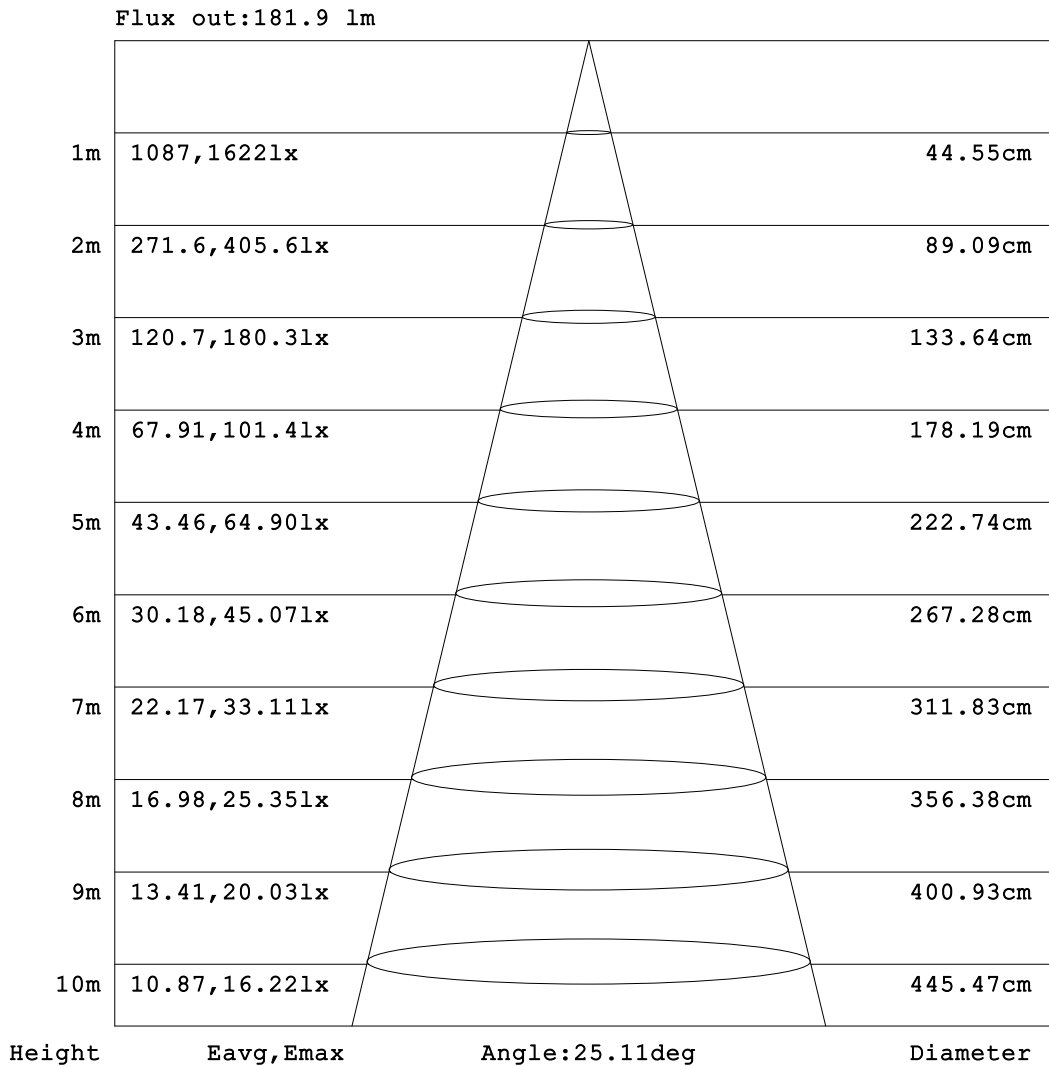 Flux out:181.9 lm
1m 1087,1622lx 44.55cm
2m 271.6,405.6lx 89.09cm
3m 120.7,180.3lx 133.64cm
4m 67.91,101.4lx 178.19cm
5m 43.46,64.90lx 222.74cm
6m 30.18,45.07lx 267.28cm
7m 22.17,33.11lx 311.83cm
8m 16.98,25.35lx 356.38cm
9m 13.41,20.03lx 400.93cm
10m 10.87,16.22lx 445.47cm
Height Eavg,Emax Angle:25.11deg Diameter